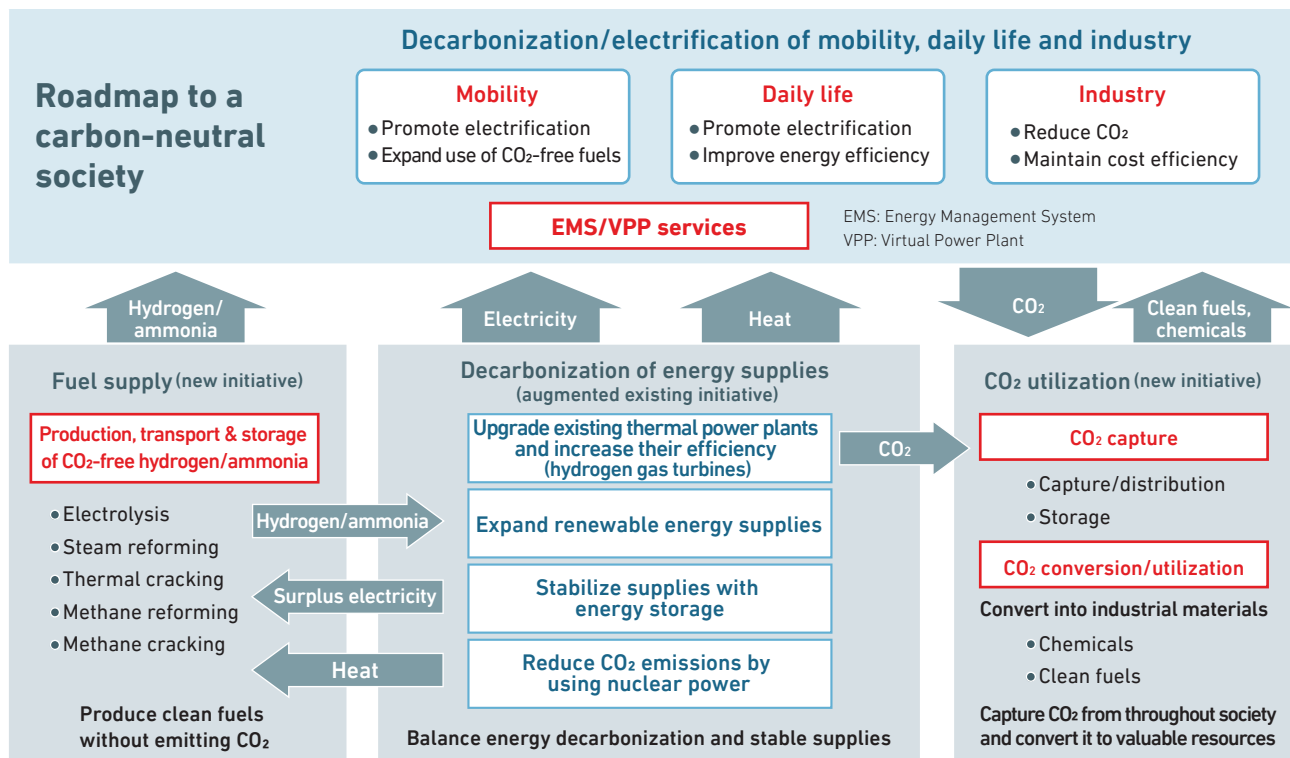 Decarbonization/electrification of mobility, daily life and industry
Roadmap to a
carbon-neutral
society
Mobility
• Promote electrification
• Expand use of CO₂-free fuels
Daily life
• Promote electrification
• Improve energy efficiency
Industry
• Reduce CO₂
• Maintain cost efficiency
EMS/VPP services
EMS: Energy Management System
VPP: Virtual Power Plant
Hydrogen/
ammonia
Electricity
Heat
CO₂
Clean fuels,
chemicals
Fuel supply (new initiative)
Production, transport & storage
of CO₂-free hydrogen/ammonia
• Electrolysis
• Steam reforming
• Thermal cracking
• Methane reforming
• Methane cracking
Produce clean fuels
without emitting CO₂
Hydrogen/ammonia
Surplus electricity
Heat
Decarbonization of energy supplies
(augmented existing initiative)
Upgrade existing thermal power plants
and increase their efficiency
(hydrogen gas turbines)
Expand renewable energy supplies
Stabilize supplies with
energy storage
Reduce CO₂ emissions by
using nuclear power
Balance energy decarbonization and stable supplies
CO₂
CO₂ utilization (new initiative)
CO₂ capture
• Capture/distribution
• Storage
CO₂ conversion/utilization
Convert into industrial materials
• Chemicals
• Clean fuels
Capture CO₂ from throughout society
and convert it to valuable resources